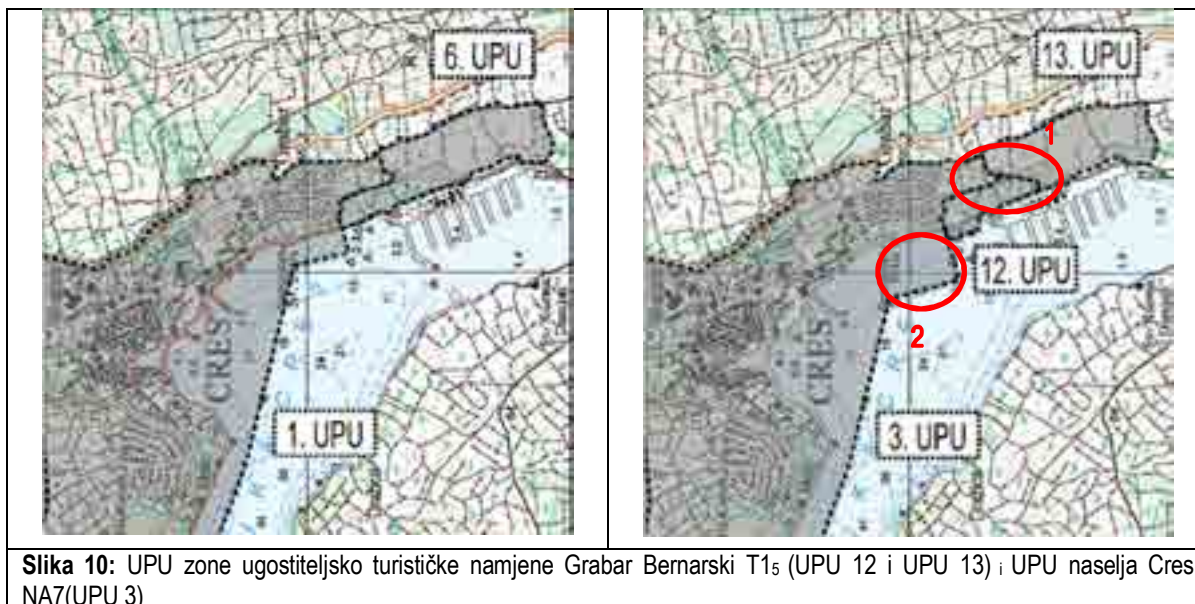 6. UPU
CRES
1. UPU
13. UPU
1
12. UPU
CRES
2
3. UPU
Slika 10: UPU zone ugostiteljsko turističke namjene Grabar Bernarski T1₅ (UPU 12 i UPU 13) i UPU naselja Cres
NA7(UPU 3)